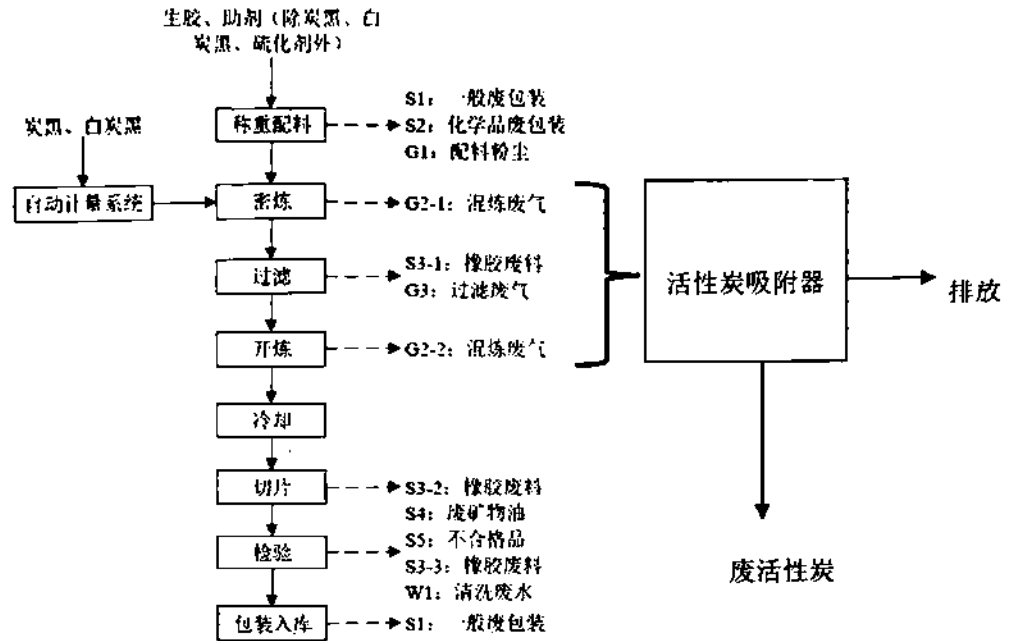 生胶、助剂（除炭黑、白
炭黑、硫化剂外）
炭黑、白炭黑
自动计量系统
称重配料
S1：一般废包装
S2：化学品废包装
G1：配料粉尘
密炼
G2-1：混炼废气
过滤
S3-1：橡胶废料
G3：过滤废气
开炼
G2-2：混炼废气
活性炭吸附器
排放
废活性炭
冷却
切片
S3-2：橡胶废料
S4：废矿物油
检验
S5：不合格品
S3-3：橡胶废料
W1：清洗废水
包装入库
S1：一般废包装